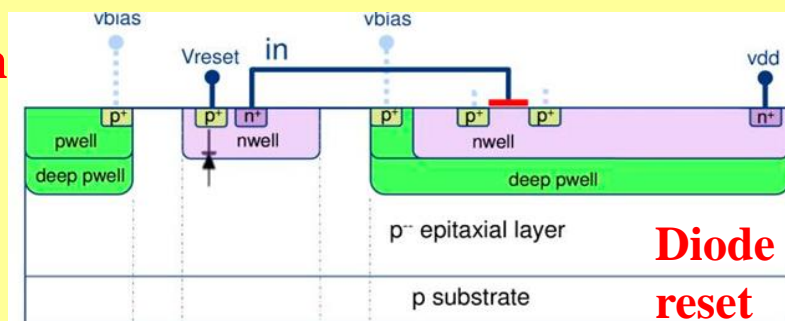 vbias
vbias
Vreset
in
vdd
p⁺
p⁺
n⁺
p⁺
p⁺
p⁺
n⁺
pwell
nwell
nwell
deep pwell
deep pwell
p⁻⁻ epitaxial layer
Diode
reset
p substrate